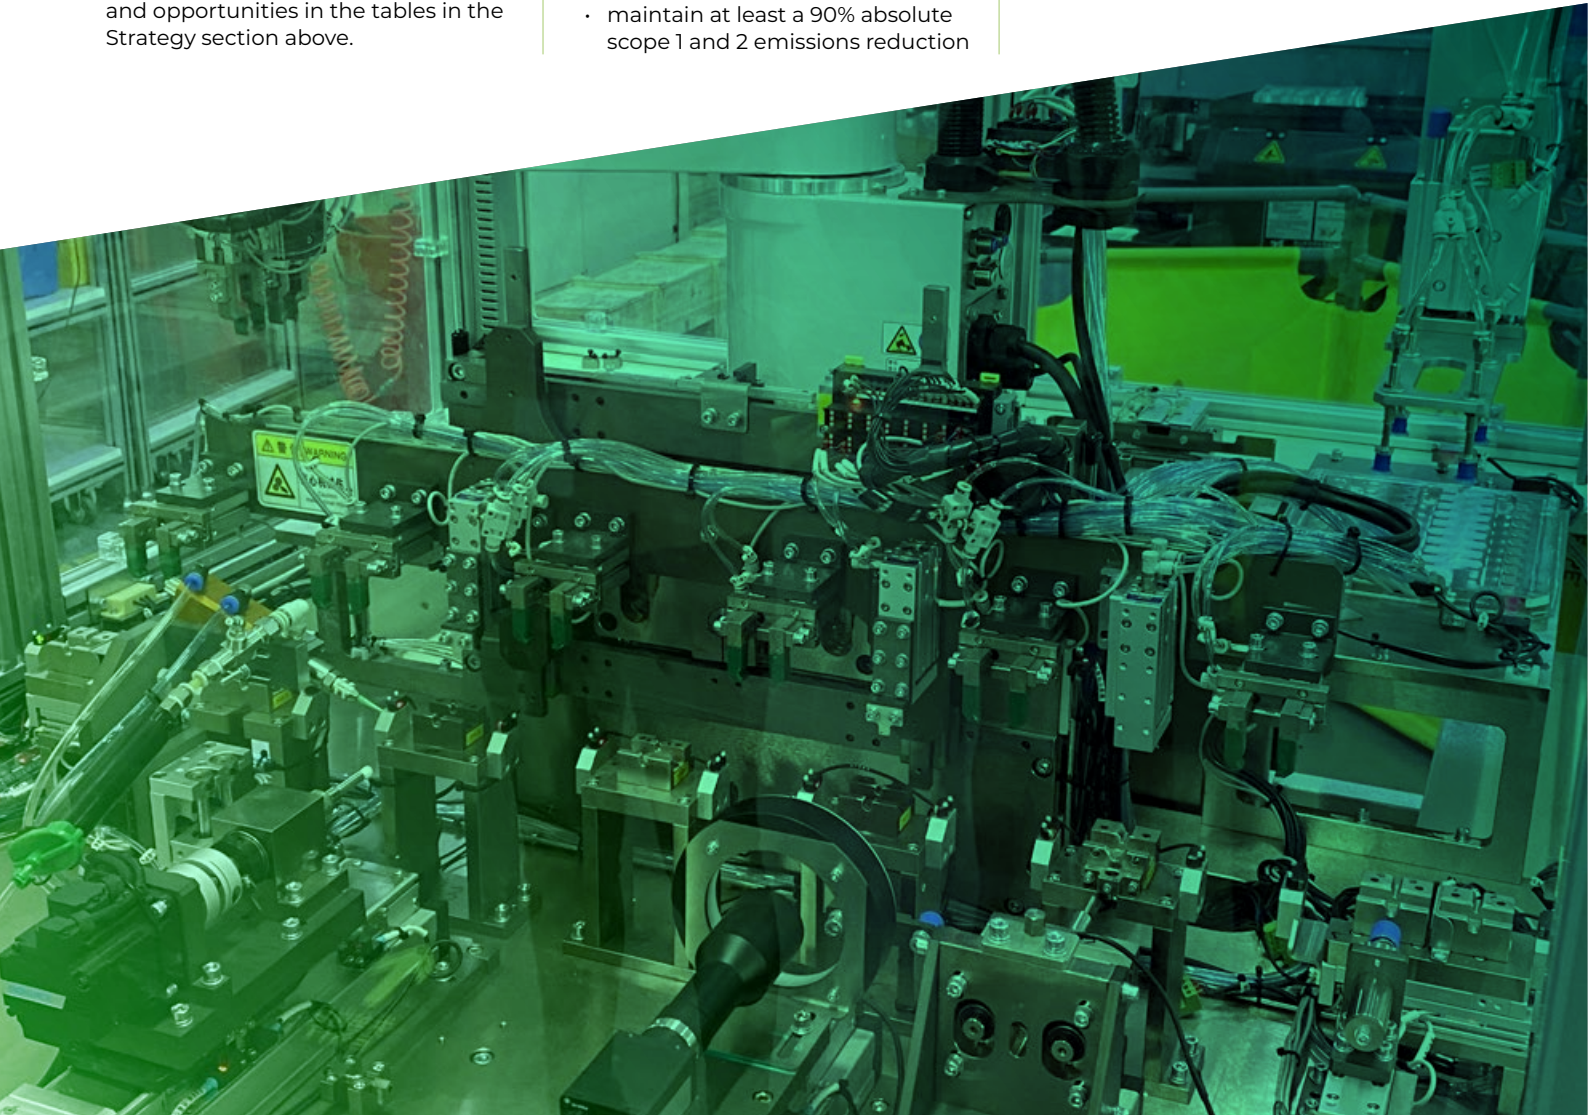 and opportunities in the tables in the
Strategy section above.
· maintain at least a 90% absolute
scope 1 and 2 emissions reduction
WARNING